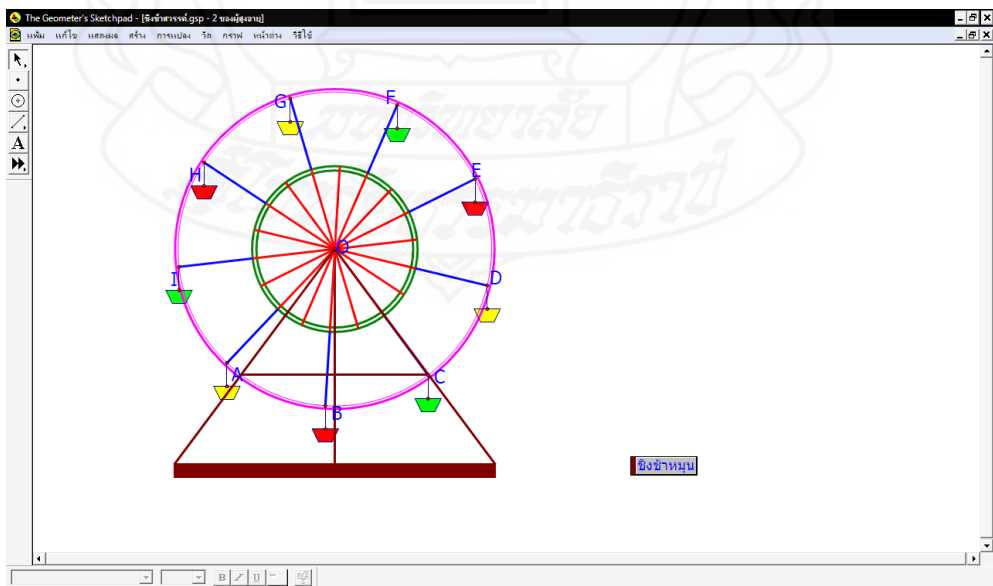 The Geometer's Sketchpad - [ชิงช้าสวรรค์.gsp - 2 ของผู้สูงอายุ]
แฟ้ม แก้ไข แสดงผล สร้าง การแปลง วัด กราฟ หน้าต่าง วิธีใช้
A
G F
H E
O
I D
A C
B
ชิงช้าหมุน
B I U